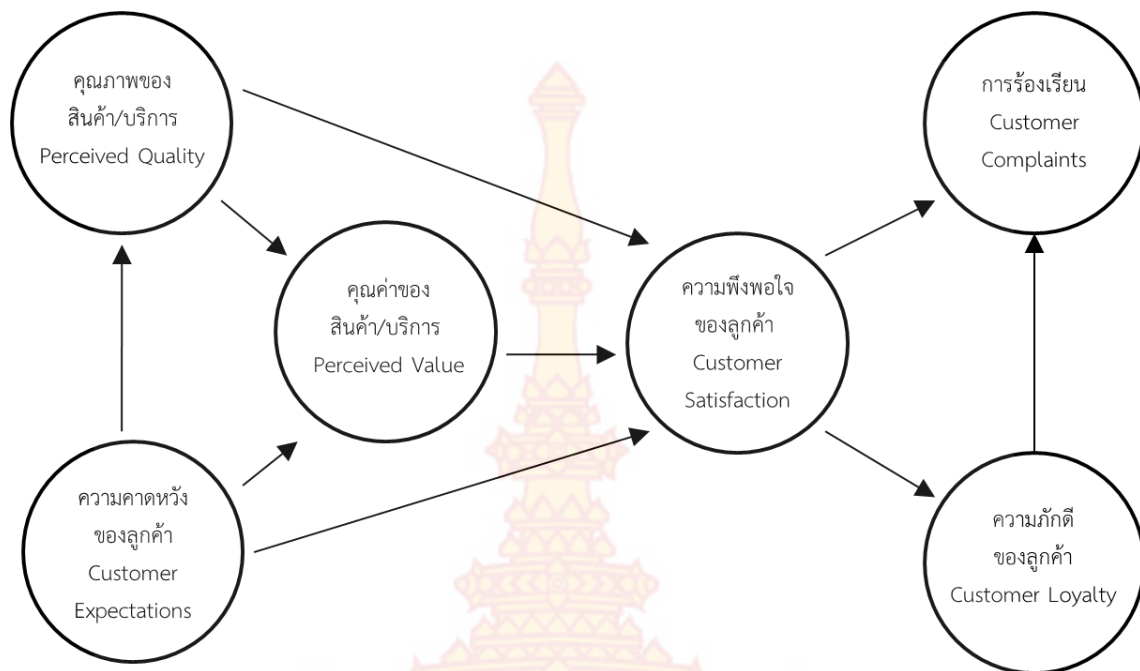 คุณภาพของ
สินค้า/บริการ
Perceived Quality
การร้องเรียน
Customer
Complaints
คุณค่าของ
สินค้า/บริการ
Perceived Value
ความพึงพอใจ
ของลูกค้า
Customer
Satisfaction
ความคาดหวัง
ของลูกค้า
Customer
Expectations
ความภักดี
ของลูกค้า
Customer Loyalty